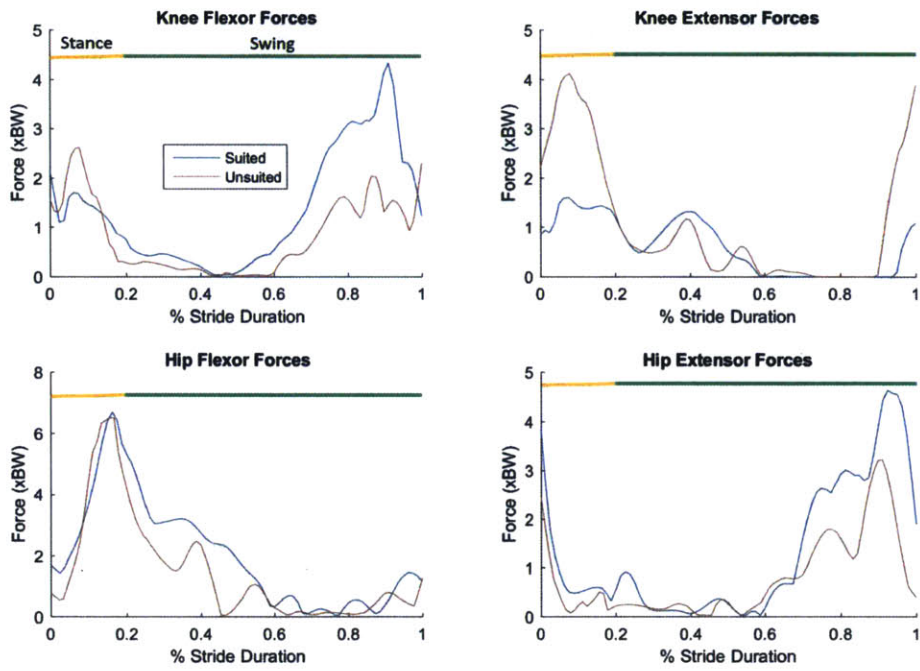 Knee Flexor Forces
Stance
Swing
Force (xBW)
5
4
3
2
1
0
Suited
Unsuited
0
0.2
0.4
0.6
0.8
1
% Stride Duration
Knee Extensor Forces
Force (xBW)
5
4
3
2
1
0
0
0.2
0.4
0.6
0.8
1
% Stride Duration
Hip Flexor Forces
Force (xBW)
8
6
4
2
0
0
0.2
0.4
0.6
0.8
1
% Stride Duration
Hip Extensor Forces
Force (xBW)
5
4
3
2
1
0
0
0.2
0.4
0.6
0.8
1
% Stride Duration